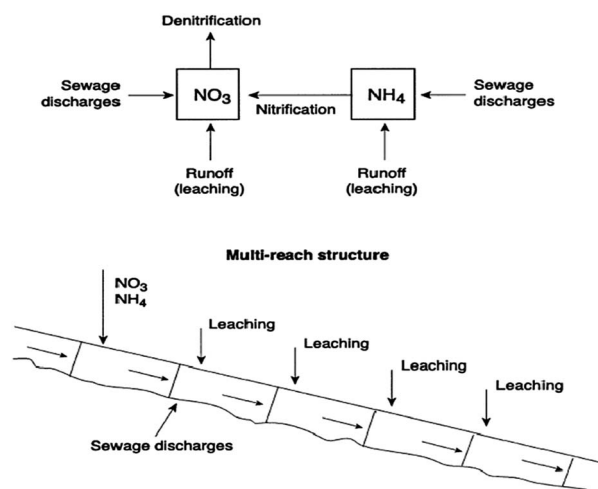 Denitrification
Sewage
discharges
NO₃
Nitrification
NH₄
Sewage
discharges
Runoff
(leaching)
Runoff
(leaching)
Multi-reach structure
NO₃
NH₄
Leaching
Leaching
Leaching
Leaching
Sewage discharges